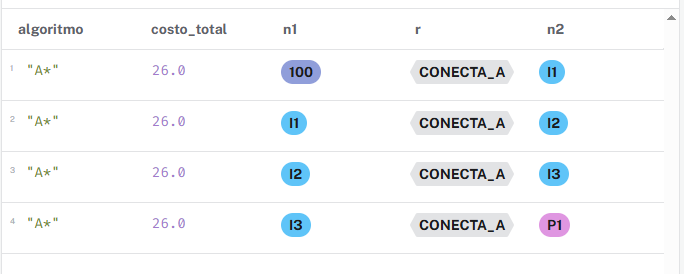 algoritmo costo_total n1 r n2
1 "A*" 26.0 100 CONECTA_A I1
2 "A*" 26.0 I1 CONECTA_A I2
3 "A*" 26.0 I2 CONECTA_A I3
4 "A*" 26.0 I3 CONECTA_A P1